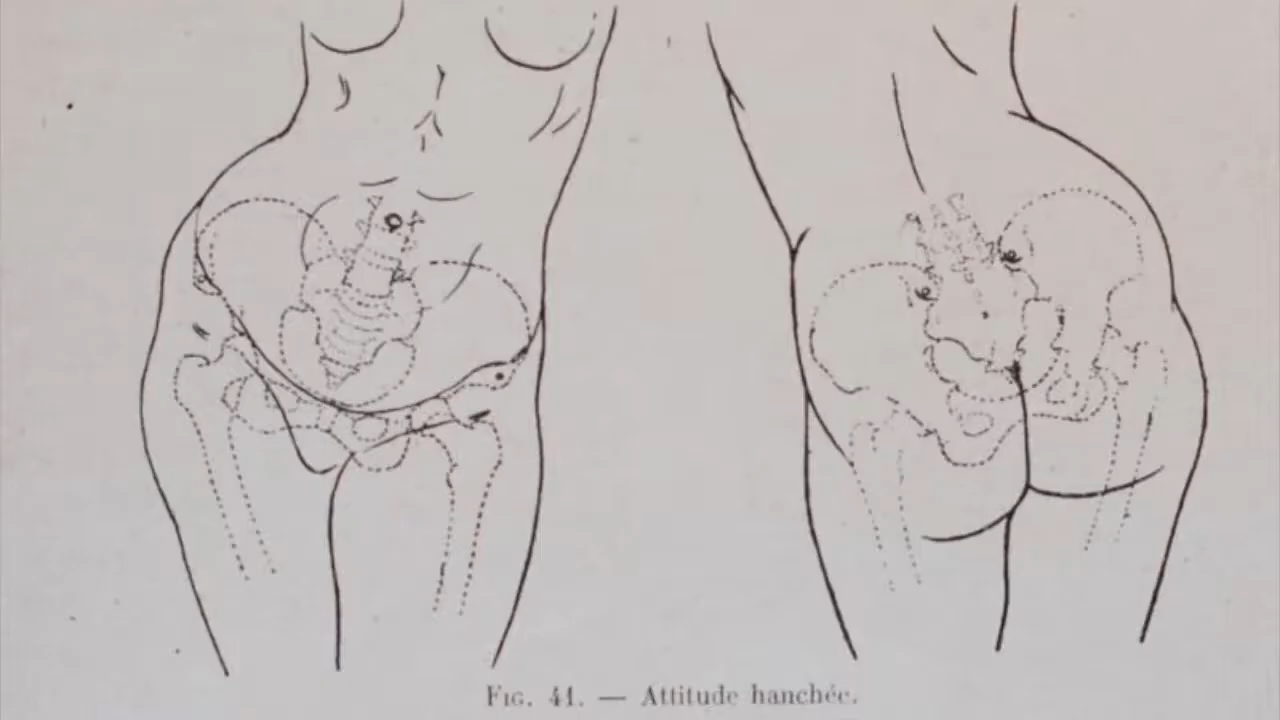 Fig. 41. — Attitude hanchée.